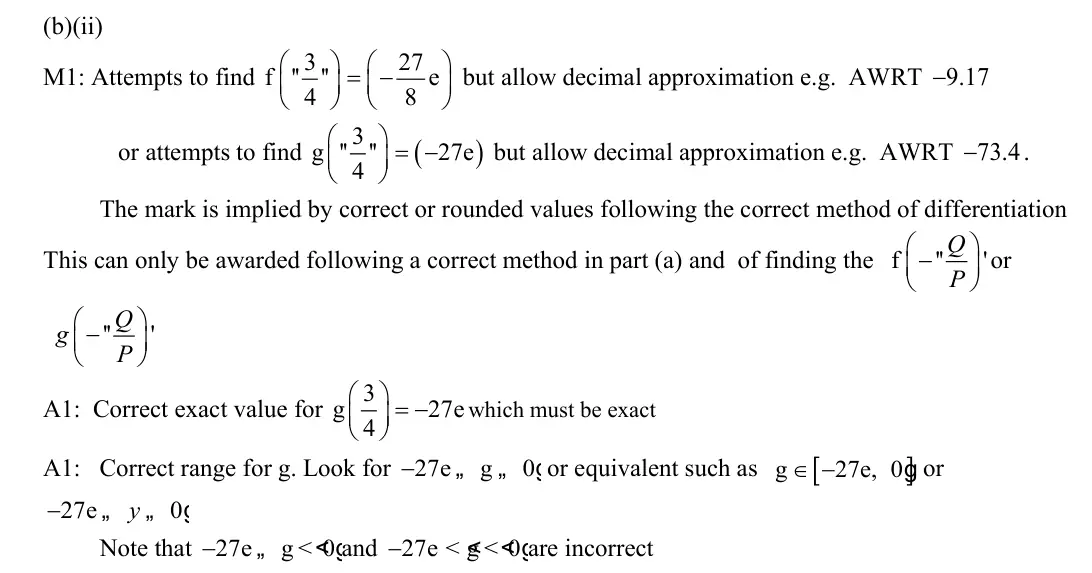 (b)(ii)
M1: Attempts to find f("3/4") = (−27/8 e) but allow decimal approximation e.g. AWRT −9.17
or attempts to find g("3/4") = (−27e) but allow decimal approximation e.g. AWRT −73.4.
The mark is implied by correct or rounded values following the correct method of differentiation
This can only be awarded following a correct method in part (a) and of finding the f(−"Q/P)' or
g(−"Q/P)'
A1: Correct exact value for g(3/4) = −27e which must be exact
A1: Correct range for g. Look for −27e „ g „ 0 or equivalent such as g ∈ [−27e, 0] or
−27e „ y „ 0
Note that −27e „ g < 0 and −27e < g < 0 are incorrect